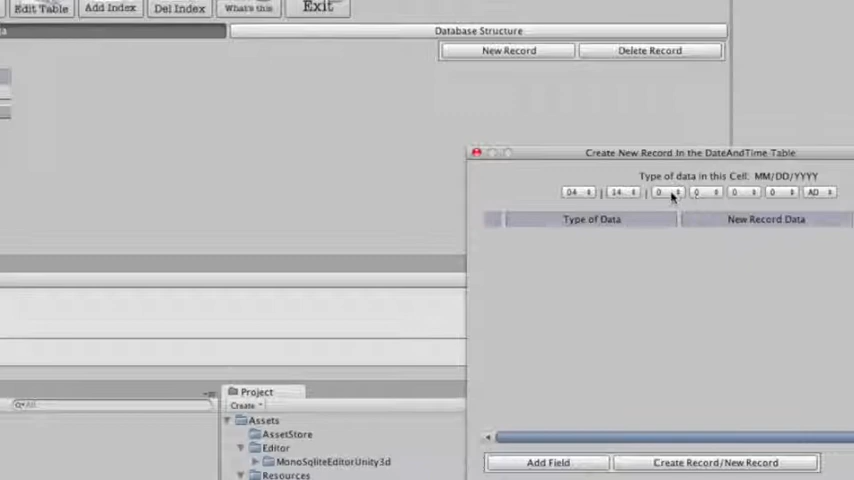 Edit Table Add Index Del Index What's this Exit
Database Structure
New Record Delete Record
Create New Record In the DateAndTime Table
Type of data in this Cell: MM/DD/YYYY
04 | 14 | 0 0 0 0 AD
Type of Data New Record Data
Project
Create
All
Assets
AssetStore
Editor
MonoSqliteEditorUnity3d
Resources
Add Field Create Record/New Record